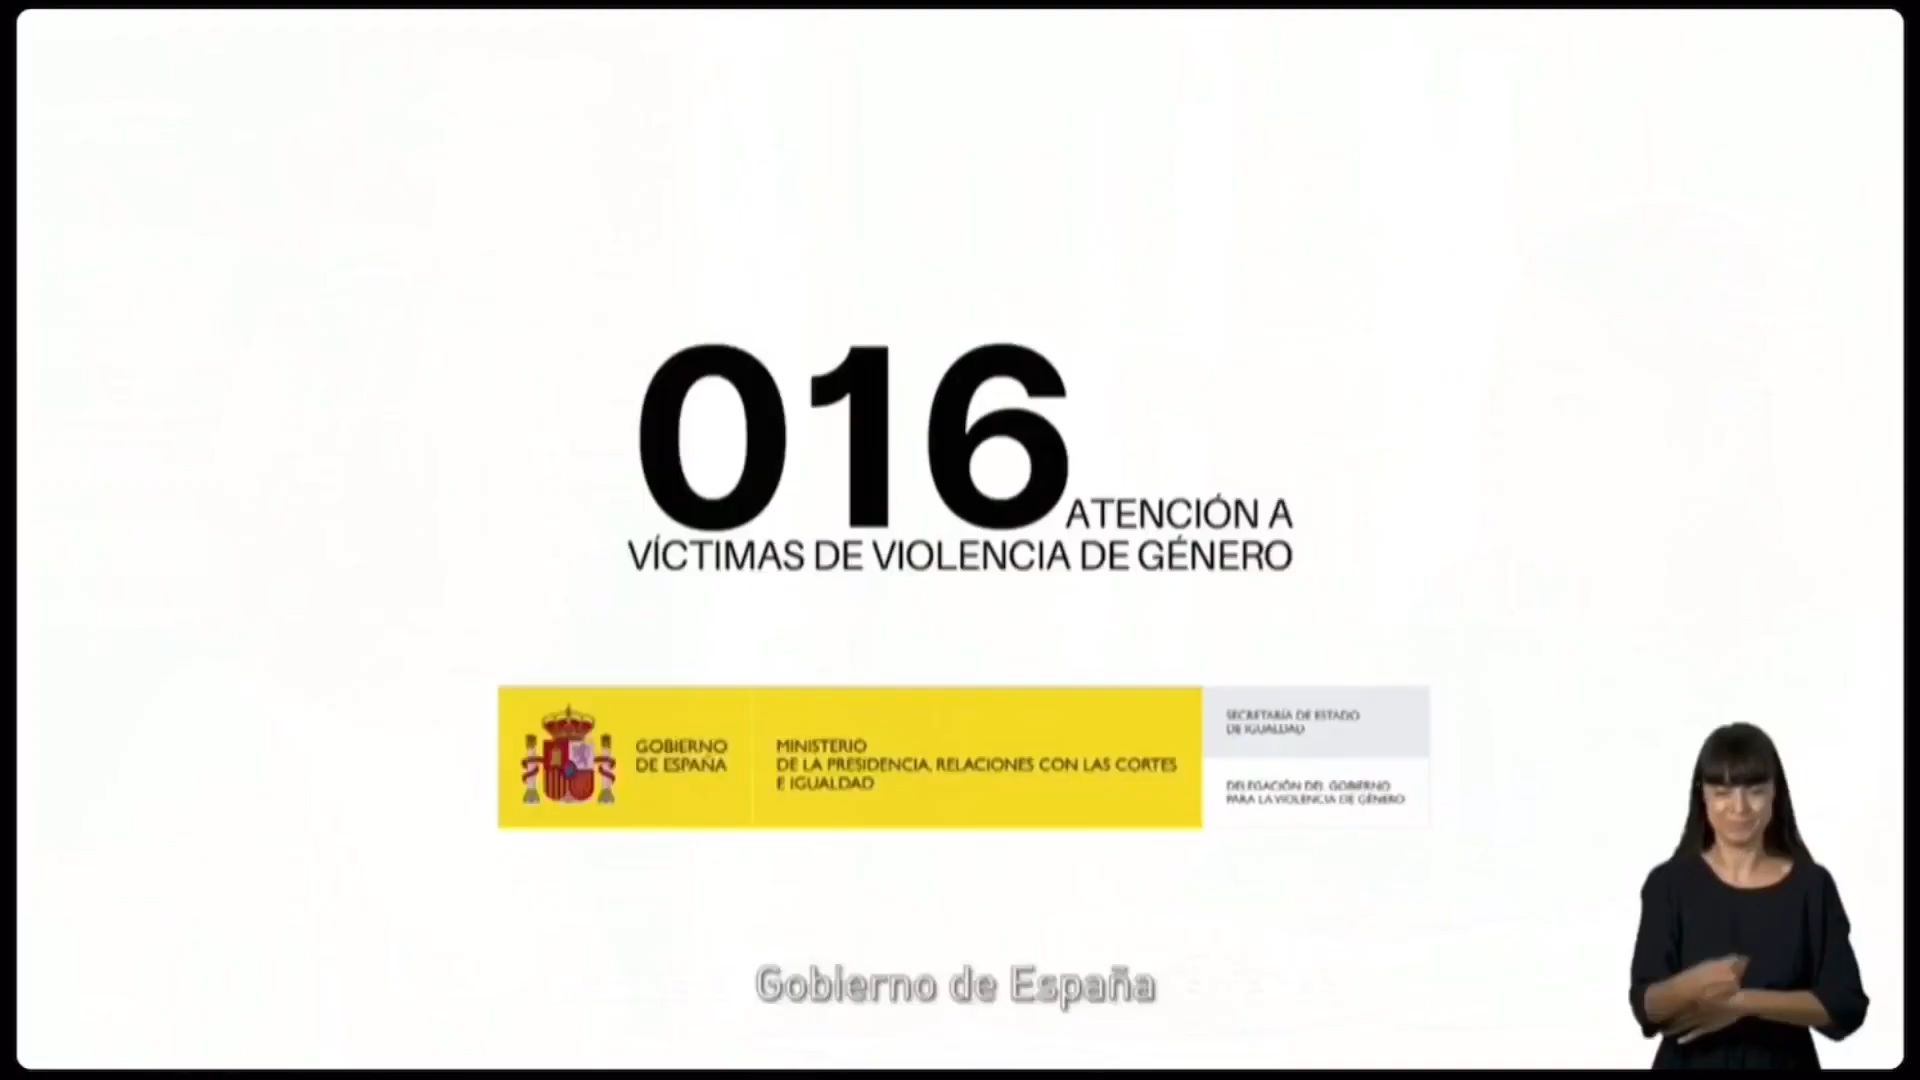 016 ATENCIÓN A
VÍCTIMAS DE VIOLENCIA DE GÉNERO
GOBIERNO
DE ESPAÑA
MINISTERIO
DE LA PRESIDENCIA, RELACIONES CON LAS CORTES
E IGUALDAD
SECRETARÍA DE ESTADO
DE IGUALDAD
DELEGACIÓN DEL GOBIERNO
PARA LA VIOLENCIA DE GÉNERO
Gobierno de España